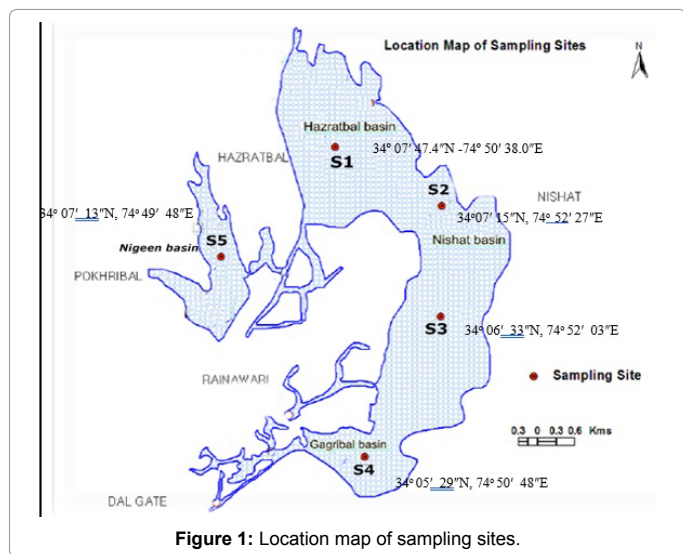 Location Map of Sampling Sites
N
Hazratbal basin
HAZRATBAL
S1
34° 07' 47.4"N -74° 50' 38.0"E
S2
NISHAT
34° 07' 13"N, 74° 49' 48"E
34°07' 15"N, 74° 52' 27"E
S5
Nishat basin
Nigeen basin
POKHRIBAL
S3
34° 06' 33"N, 74° 52' 03"E
RAINAWARI
Sampling Site
0.3 0 0.3 0.6 Kms
Gagribal basin
S4
34° 05' 29"N, 74° 50' 48"E
DAL GATE
Figure 1: Location map of sampling sites.